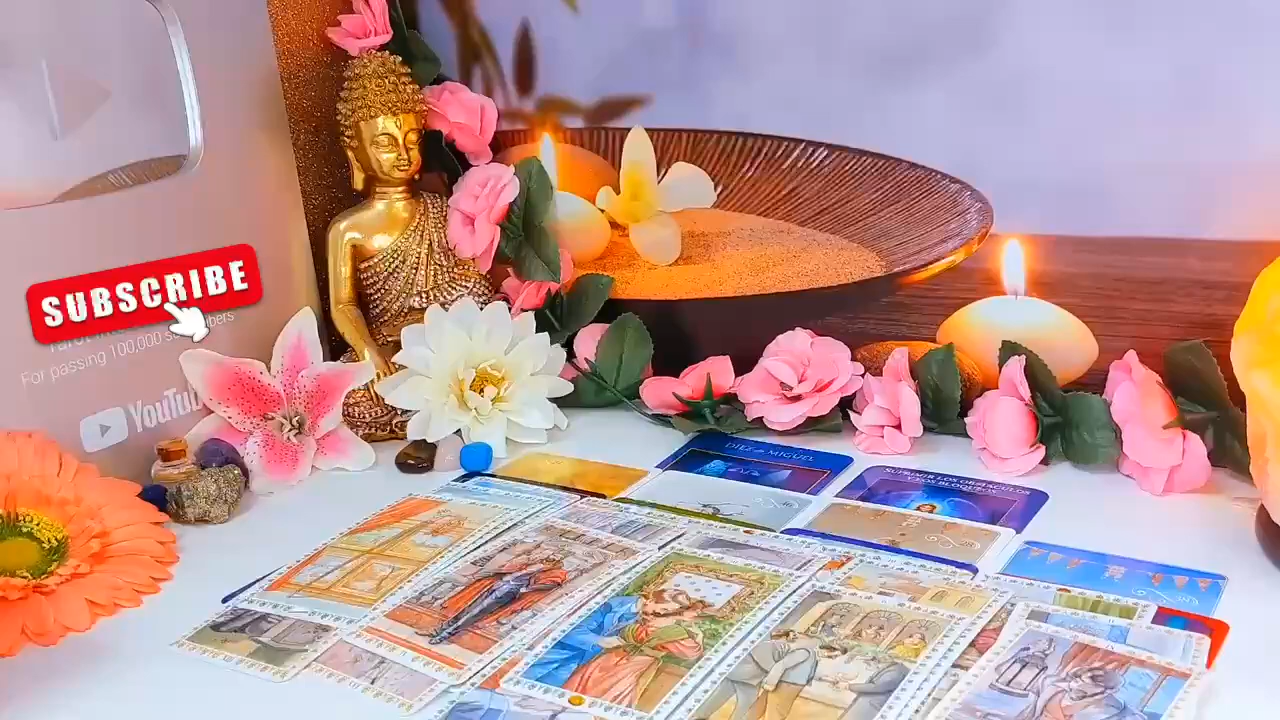 SUBSCRIBE
For passing 100,000 subscribers
YouTube
DIEZ de MIGUEL
SUPRIMIR LOS OBSTÁCULOS
Y LOS BLOQUEOS